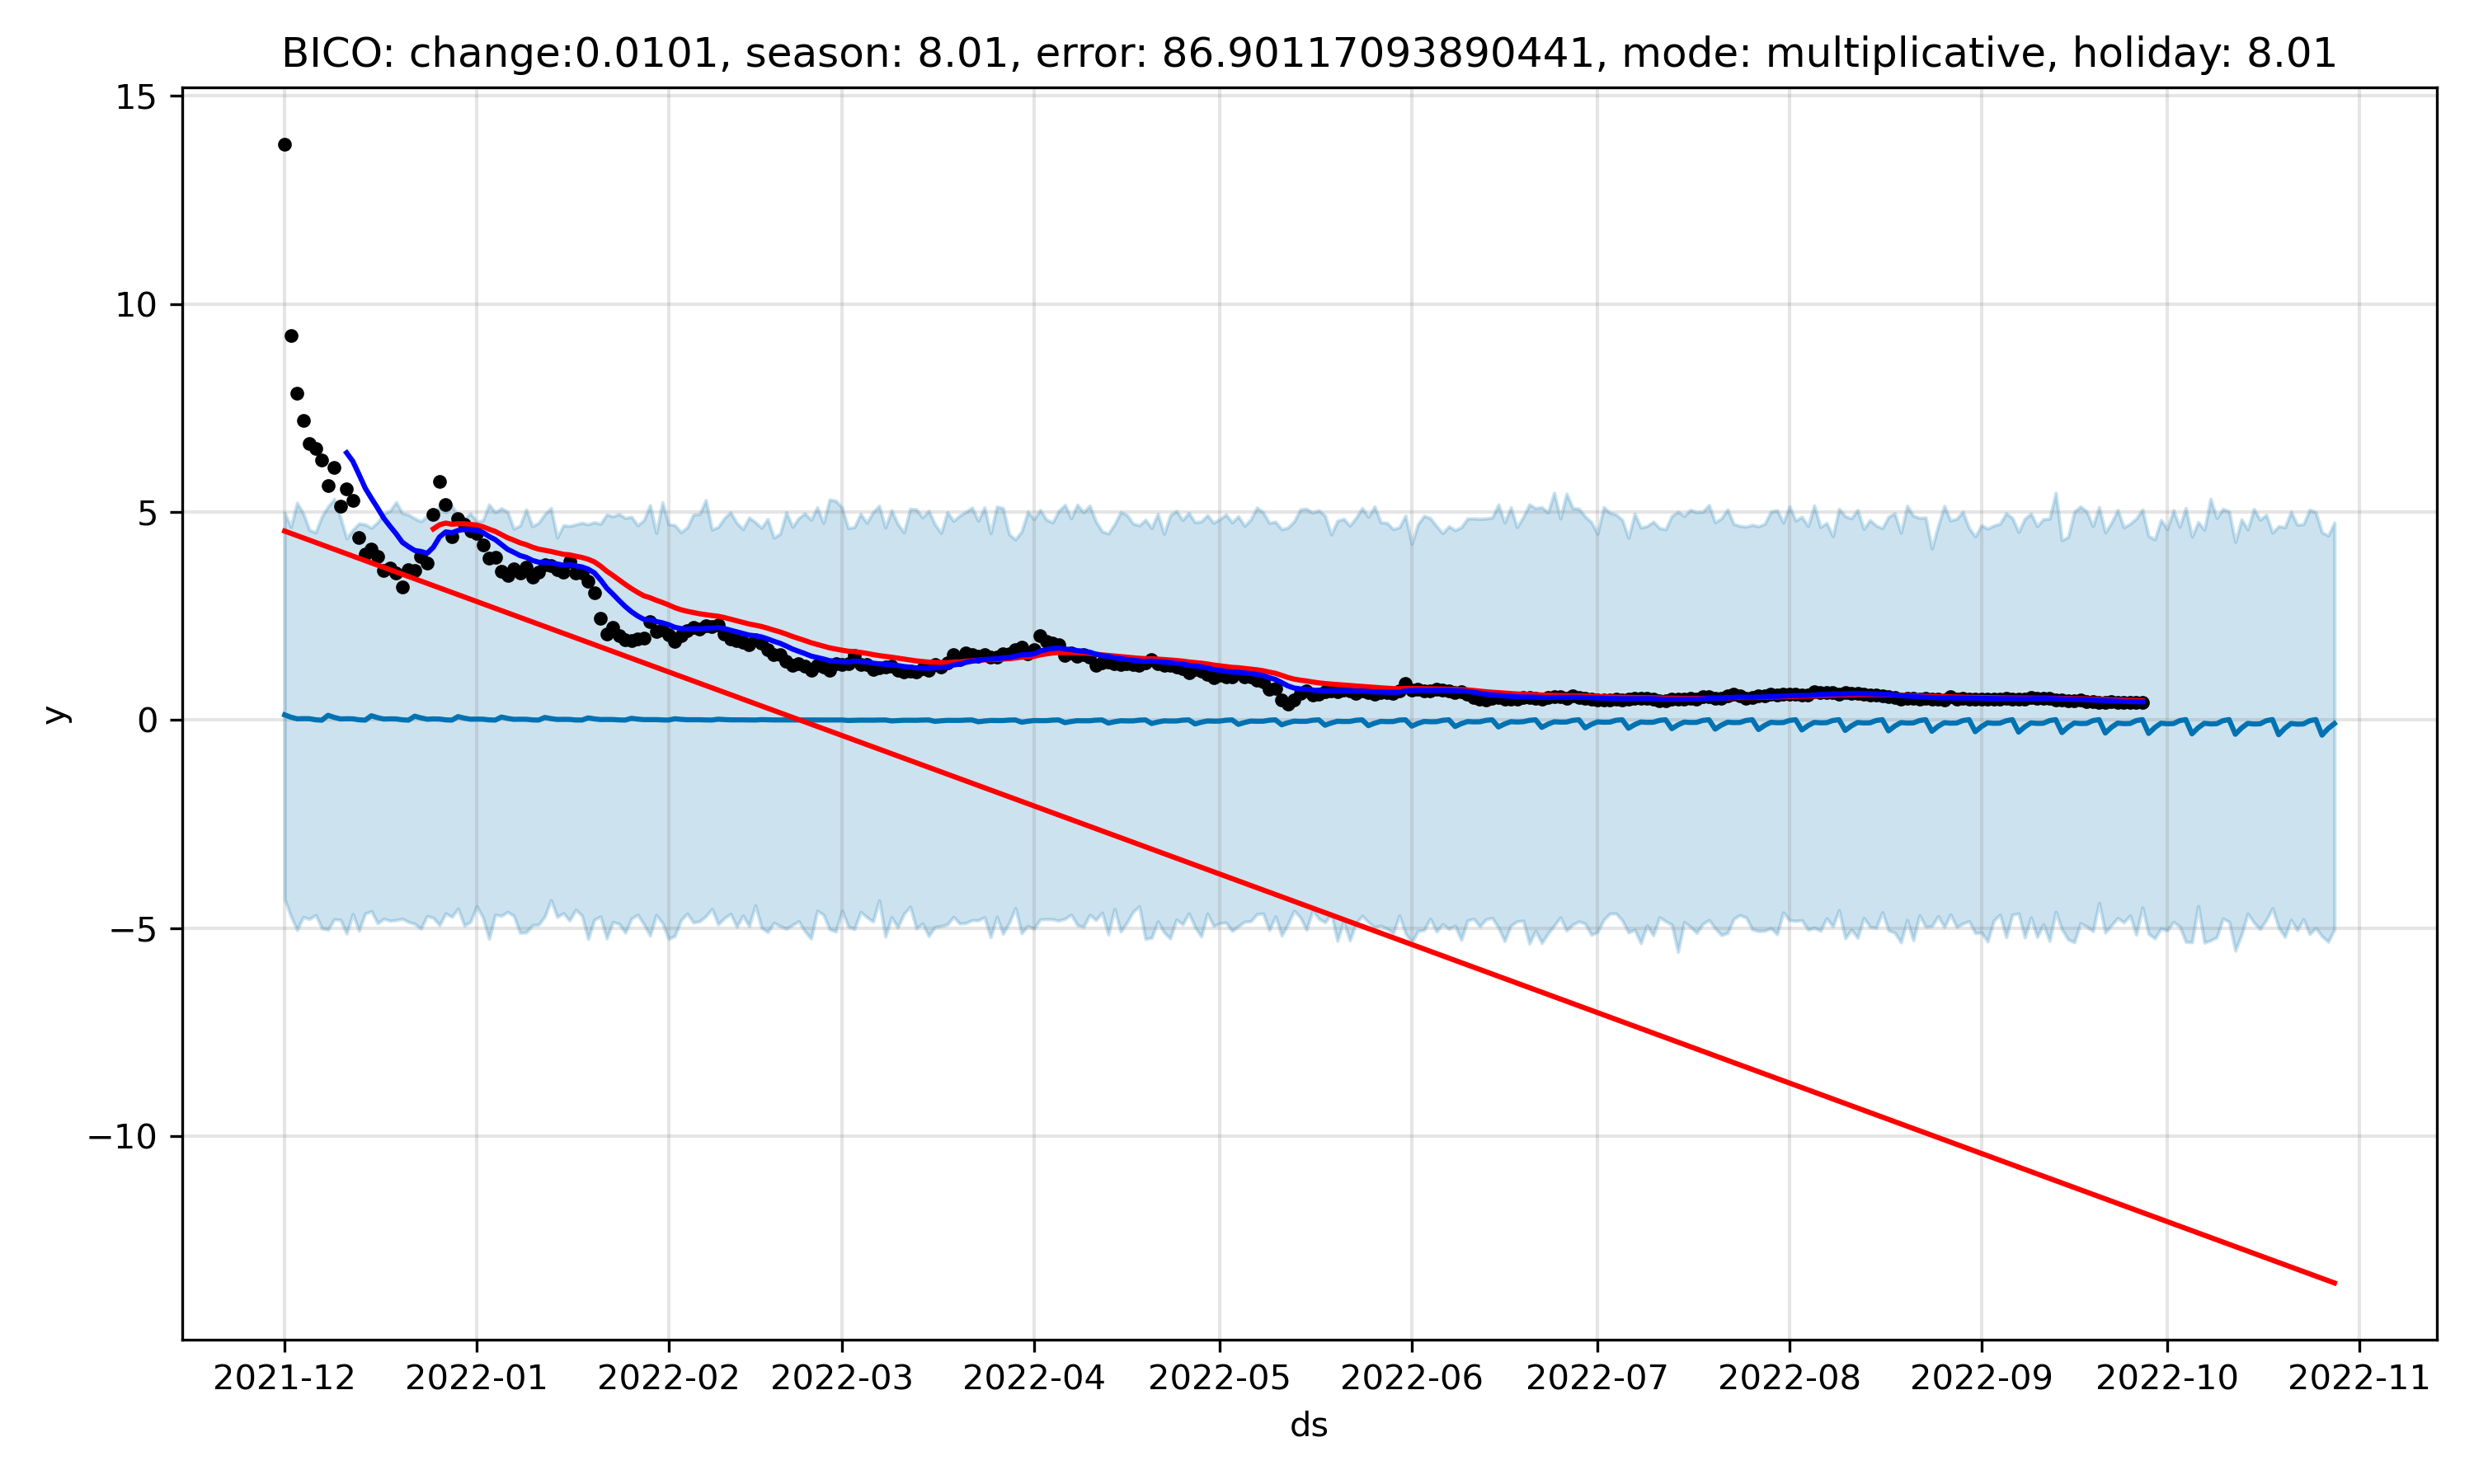 BICO: change:0.0101, season: 8.01, error: 86.90117093890441, mode: multiplicative, holiday: 8.01
15
10
5
0
−5
−10
y
2021-12 2022-01 2022-02 2022-03 2022-04 2022-05 2022-06 2022-07 2022-08 2022-09 2022-10 2022-11
ds